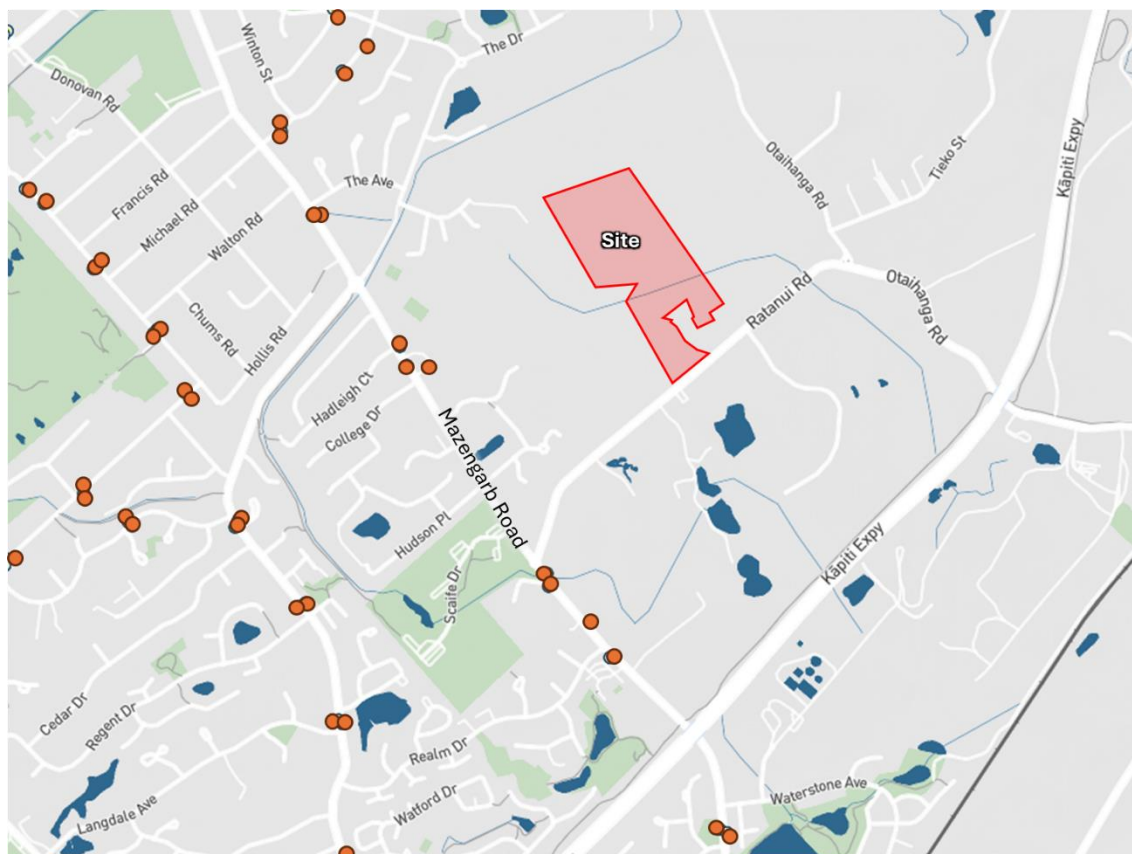 Winton St
The Dr
Donovan Rd
Otaihanga Rd
Tieko St
Kāpiti Expy
Francis Rd
The Ave
Michael Rd
Walton Rd
Site
Ratanui Rd
Otaihanga Rd
Chums Rd
Hollis Rd
Hadleigh Ct
College Dr
Mazengarb Road
Hudson Pl
Scaife Dr
Kāpiti Expy
Cedar Dr
Regent Dr
Realm Dr
Langdale Ave
Watford Dr
Waterstone Ave